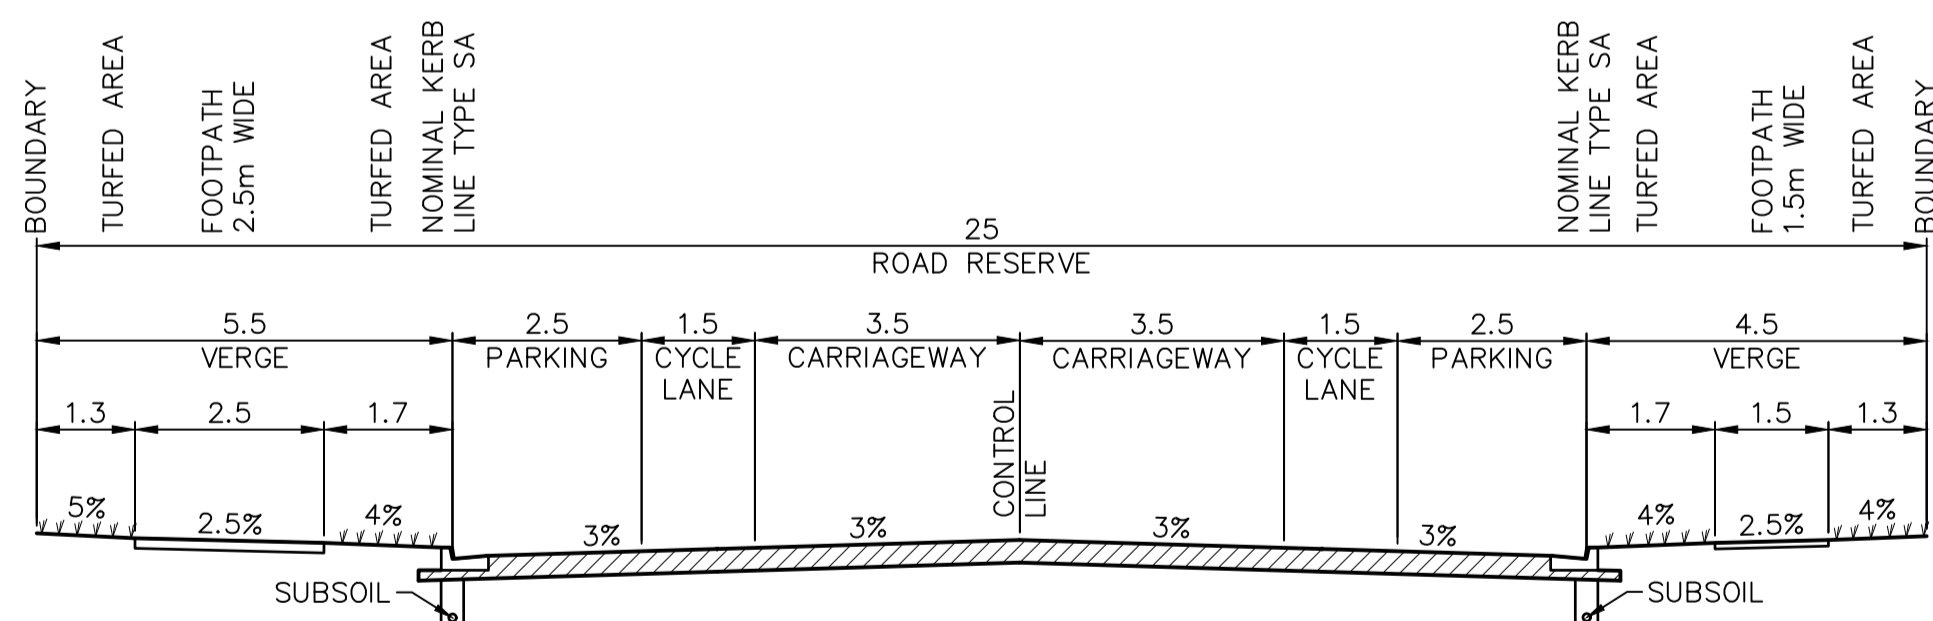 BOUNDARY
TURFED AREA
FOOTPATH
2.5m WIDE
TURFED AREA
NOMINAL KERB
LINE TYPE SA
NOMINAL KERB
LINE TYPE SA
TURFED AREA
FOOTPATH
1.5m WIDE
TURFED AREA
BOUNDARY
25
ROAD RESERVE
5.5
VERGE
2.5
PARKING
1.5
CYCLE
LANE
3.5
CARRIAGEWAY
3.5
CARRIAGEWAY
1.5
CYCLE
LANE
2.5
PARKING
4.5
VERGE
1.3
2.5
1.7
CONTROL
LINE
1.7
1.5
1.3
5%
2.5%
4%
3%
3%
3%
3%
4%
2.5%
4%
SUBSOIL
SUBSOIL